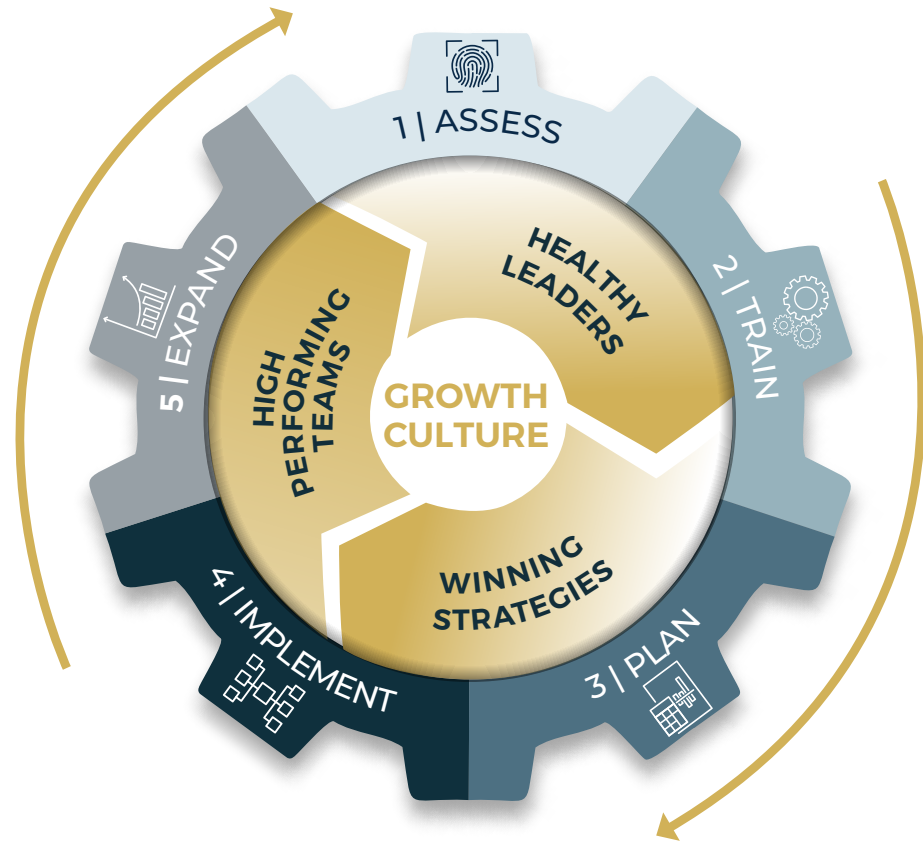 1 | ASSESS
2 | TRAIN
3 | PLAN
4 | IMPLEMENT
5 | EXPAND
HEALTHY
LEADERS
WINNING
STRATEGIES
HIGH
PERFORMING
TEAMS
GROWTH
CULTURE